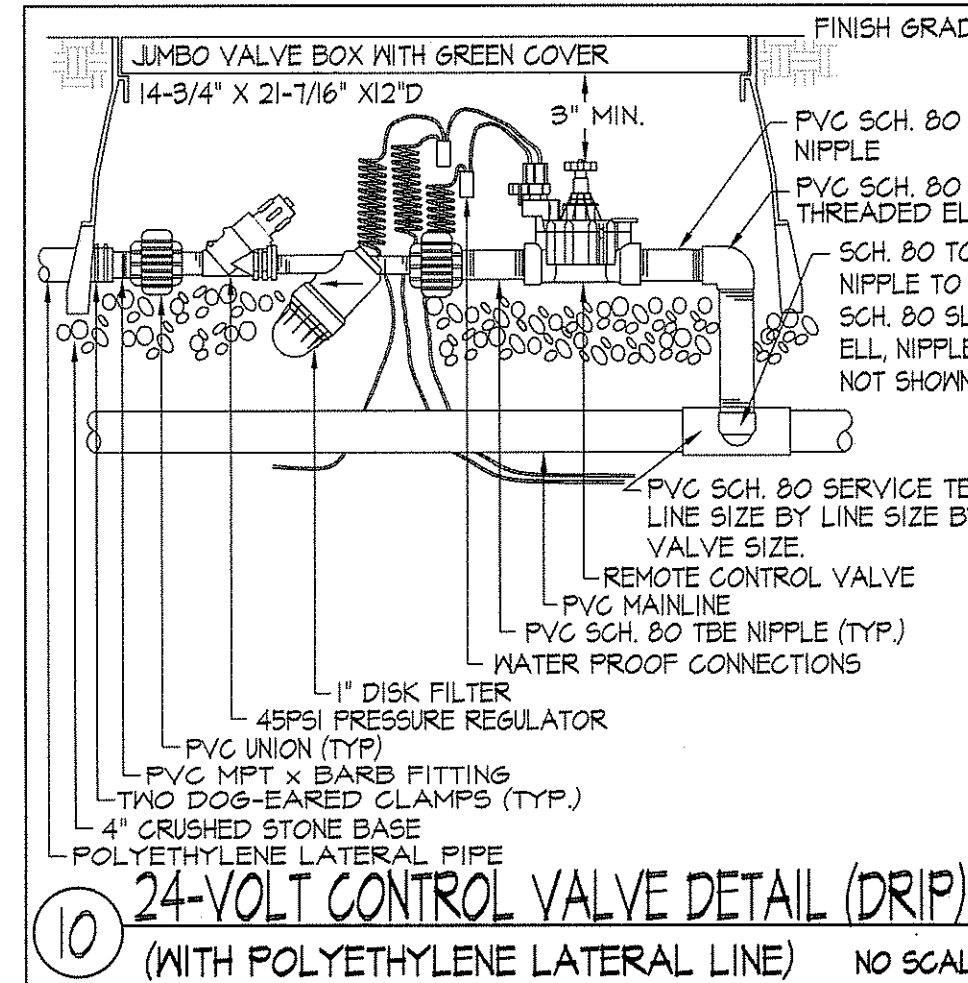 FINISH GRAD
JUMBO VALVE BOX WITH GREEN COVER
14-3/4" X 21-7/16" X12"D
3" MIN.
PVC SCH. 80
NIPPLE
PVC SCH. 80
THREADED EL
SCH. 80 TO
NIPPLE TO
SCH. 80 SL
ELL, NIPPLE
NOT SHOWN
PVC SCH. 80 SERVICE TE
LINE SIZE BY LINE SIZE B
VALVE SIZE.
REMOTE CONTROL VALVE
PVC MAINLINE
PVC SCH. 80 TBE NIPPLE (TYP.)
WATER PROOF CONNECTIONS
1" DISK FILTER
45PSI PRESSURE REGULATOR
PVC UNION (TYP)
PVC MPT x BARB FITTING
TWO DOG-EARED CLAMPS (TYP.)
4" CRUSHED STONE BASE
POLYETHYLENE LATERAL PIPE
10 24-VOLT CONTROL VALVE DETAIL (DRIP)
(WITH POLYETHYLENE LATERAL LINE) NO SCAL